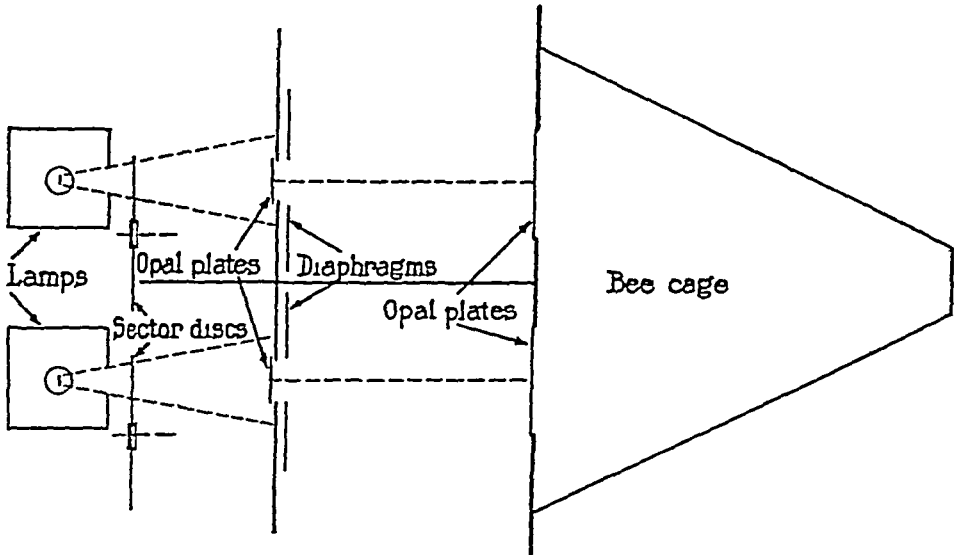 Lamps
Opal plates
Diaphragms
Sector discs
Opal plates
Bee cage